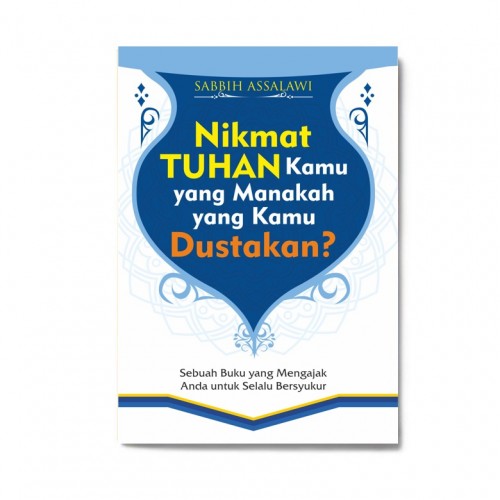 SABBIH ASSALAWI
Nikmat
TUHAN Kamu
yang Manakah
yang Kamu
Dustakan?
Sebuah Buku yang Mengajak
Anda untuk Selalu Bersyukur